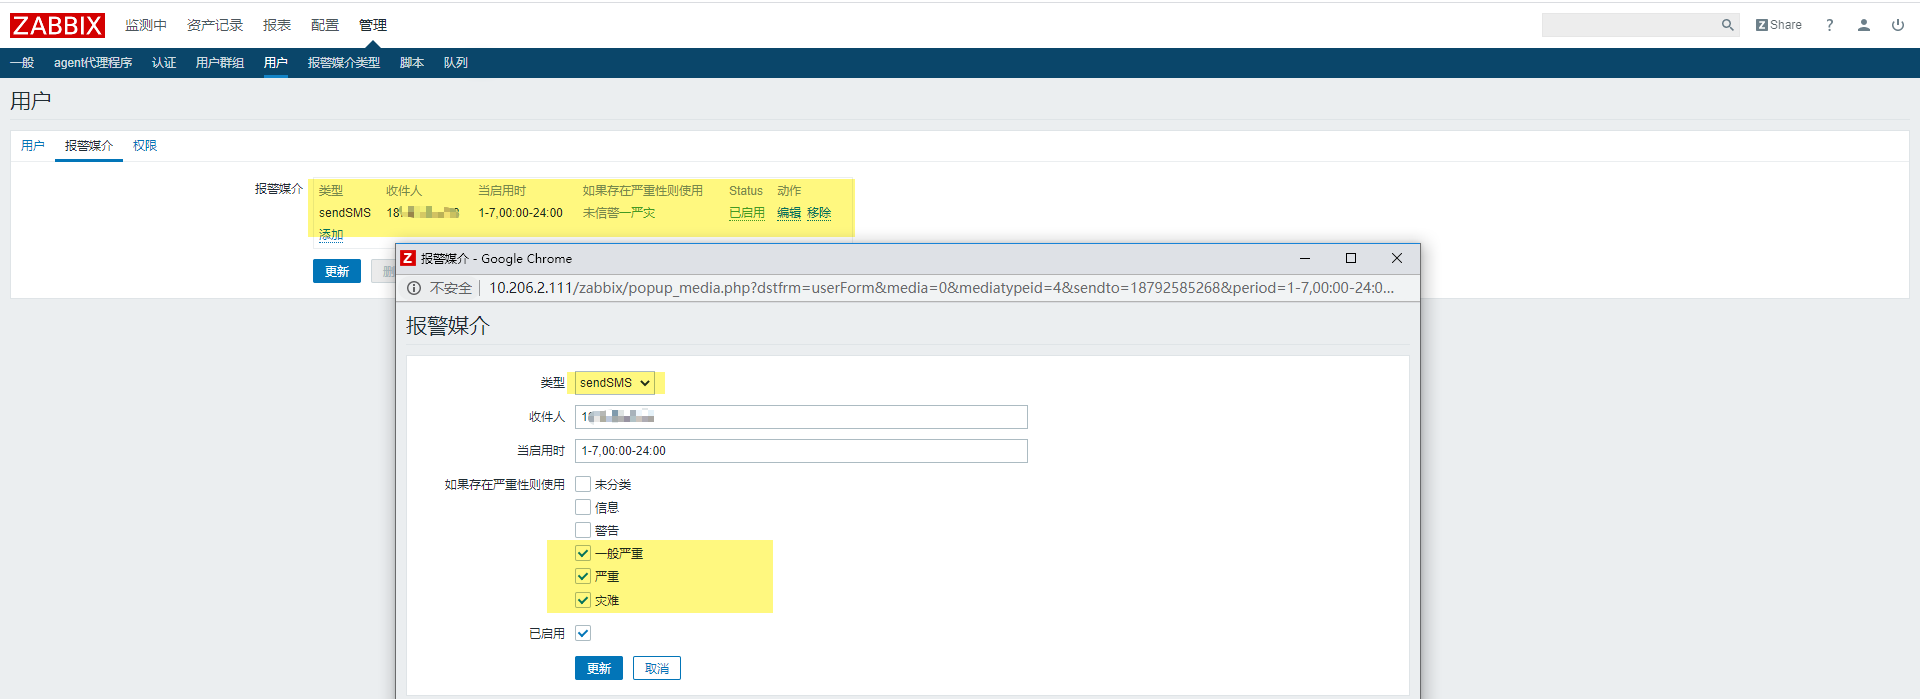 ZABBIX 监测中 资产记录 报表 配置 管理 Z Share ?
一般 agent代理程序 认证 用户群组 用户 报警媒介类型 脚本 队列
用户
用户 报警媒介 权限
报警媒介 类型 收件人 当启用时 如果存在严重性则使用 Status 动作
sendSMS 18 1-7,00:00-24:00 未信警一严灾 已启用 编辑 移除
添加
更新 删
Z 报警媒介 - Google Chrome
不安全 10.206.2.111/zabbix/popup_media.php?dstfrm=userForm&media=0&mediatypeid=4&sendto=18792585268&period=1-7,00:00-24:0...
报警媒介
类型 sendSMS
收件人 1
当启用时 1-7,00:00-24:00
如果存在严重性则使用 未分类
信息
警告
一般严重
严重
灾难
已启用
更新 取消